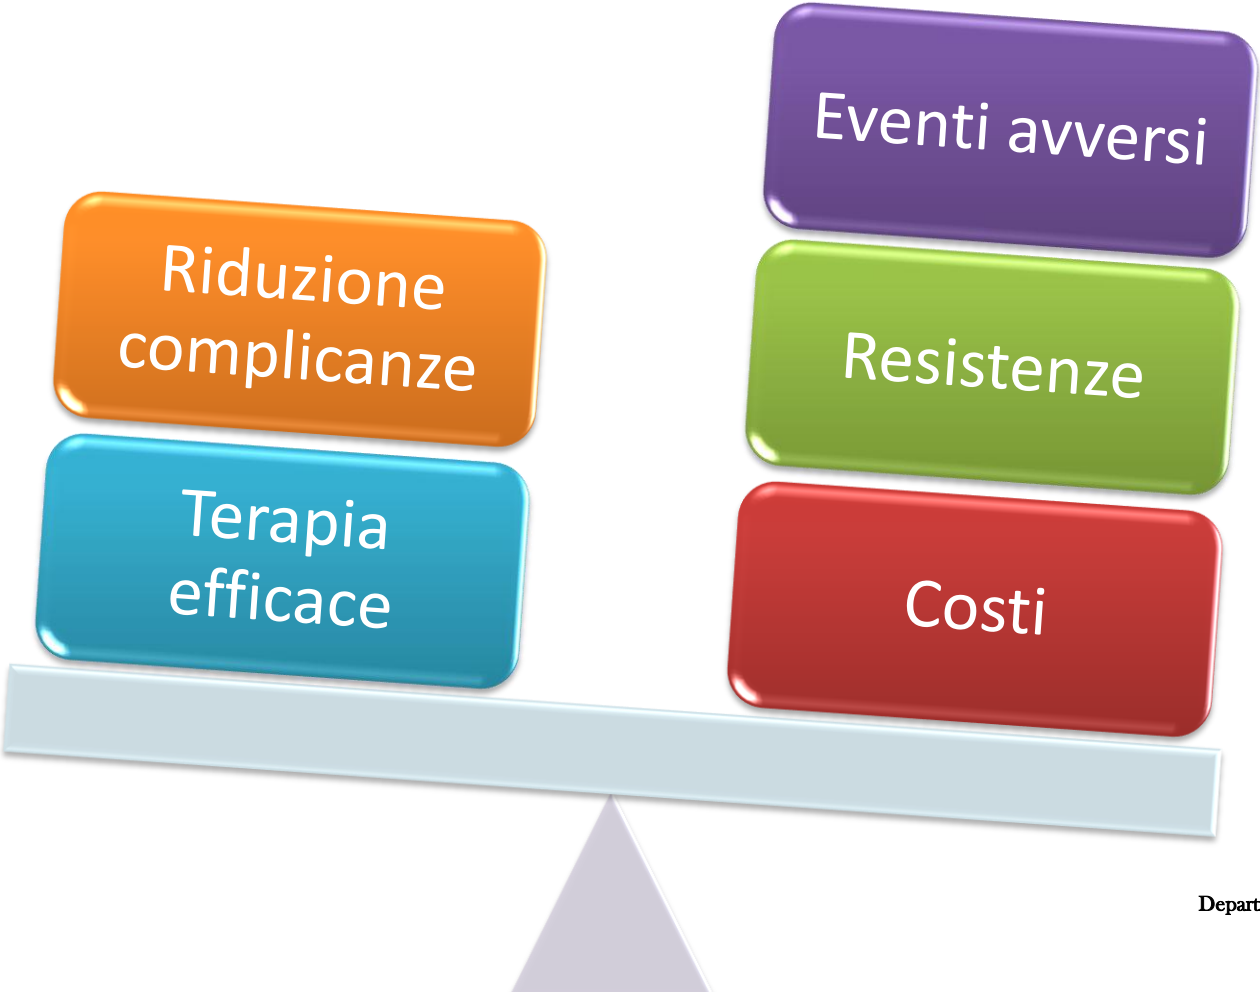 Eventi avversi
Riduzione
complicanze
Resistenze
Terapia
efficace
Costi
Depart